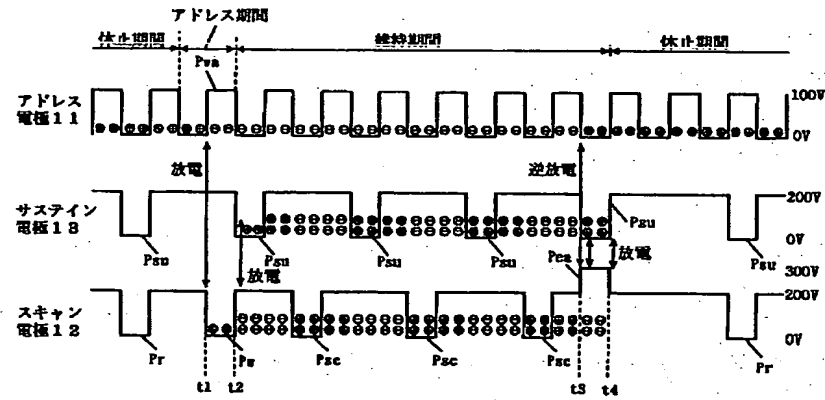 アドレス期間
休止期間
維持期間
休止期間
Pwa
アドレス
電極11
100V
0V
放電
逆放電
サステイン
電極13
200V
Psu
0V
Psu
Psu
Psu
Psu
Psu
放電
Pea
放電
300V
スキャン
電極12
200V
0V
Pr
Pw
Psc
Psc
Psc
Pr
t1
t2
t3
t4